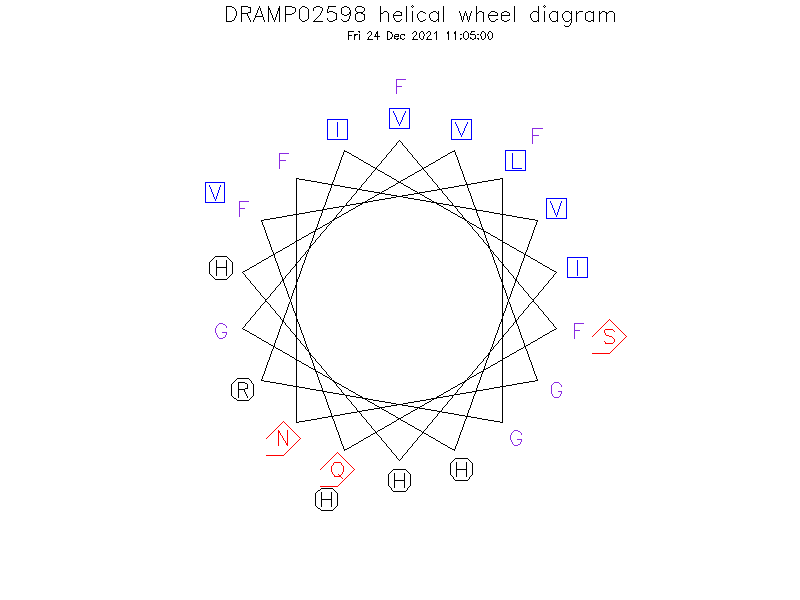 DRAMP02598 helical wheel diagram
Fri 24 Dec 2021 11:05:00
F
I V V
F L F
V F V
H I
G F S
R G
N G
Q H H
H